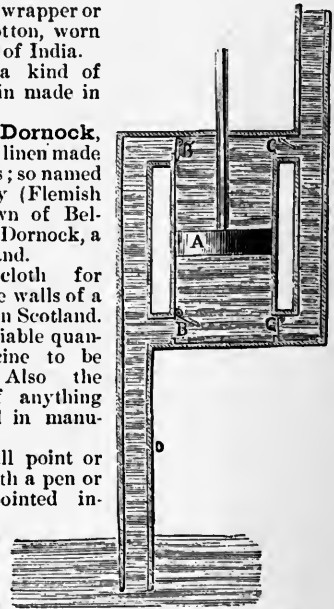 wrapper or
otton, worn
of India.
a kind of
in made in
Dornock,
linen made
s; so named
y (Flemish
wn of Bel-
Dornock, a
and.
cloth for
e walls of a
n Scotland.
iable quan-
cine to be
Also the
f anything
l in manu-
ll point or
th a pen or
ointed in-
B C
A
B C
D